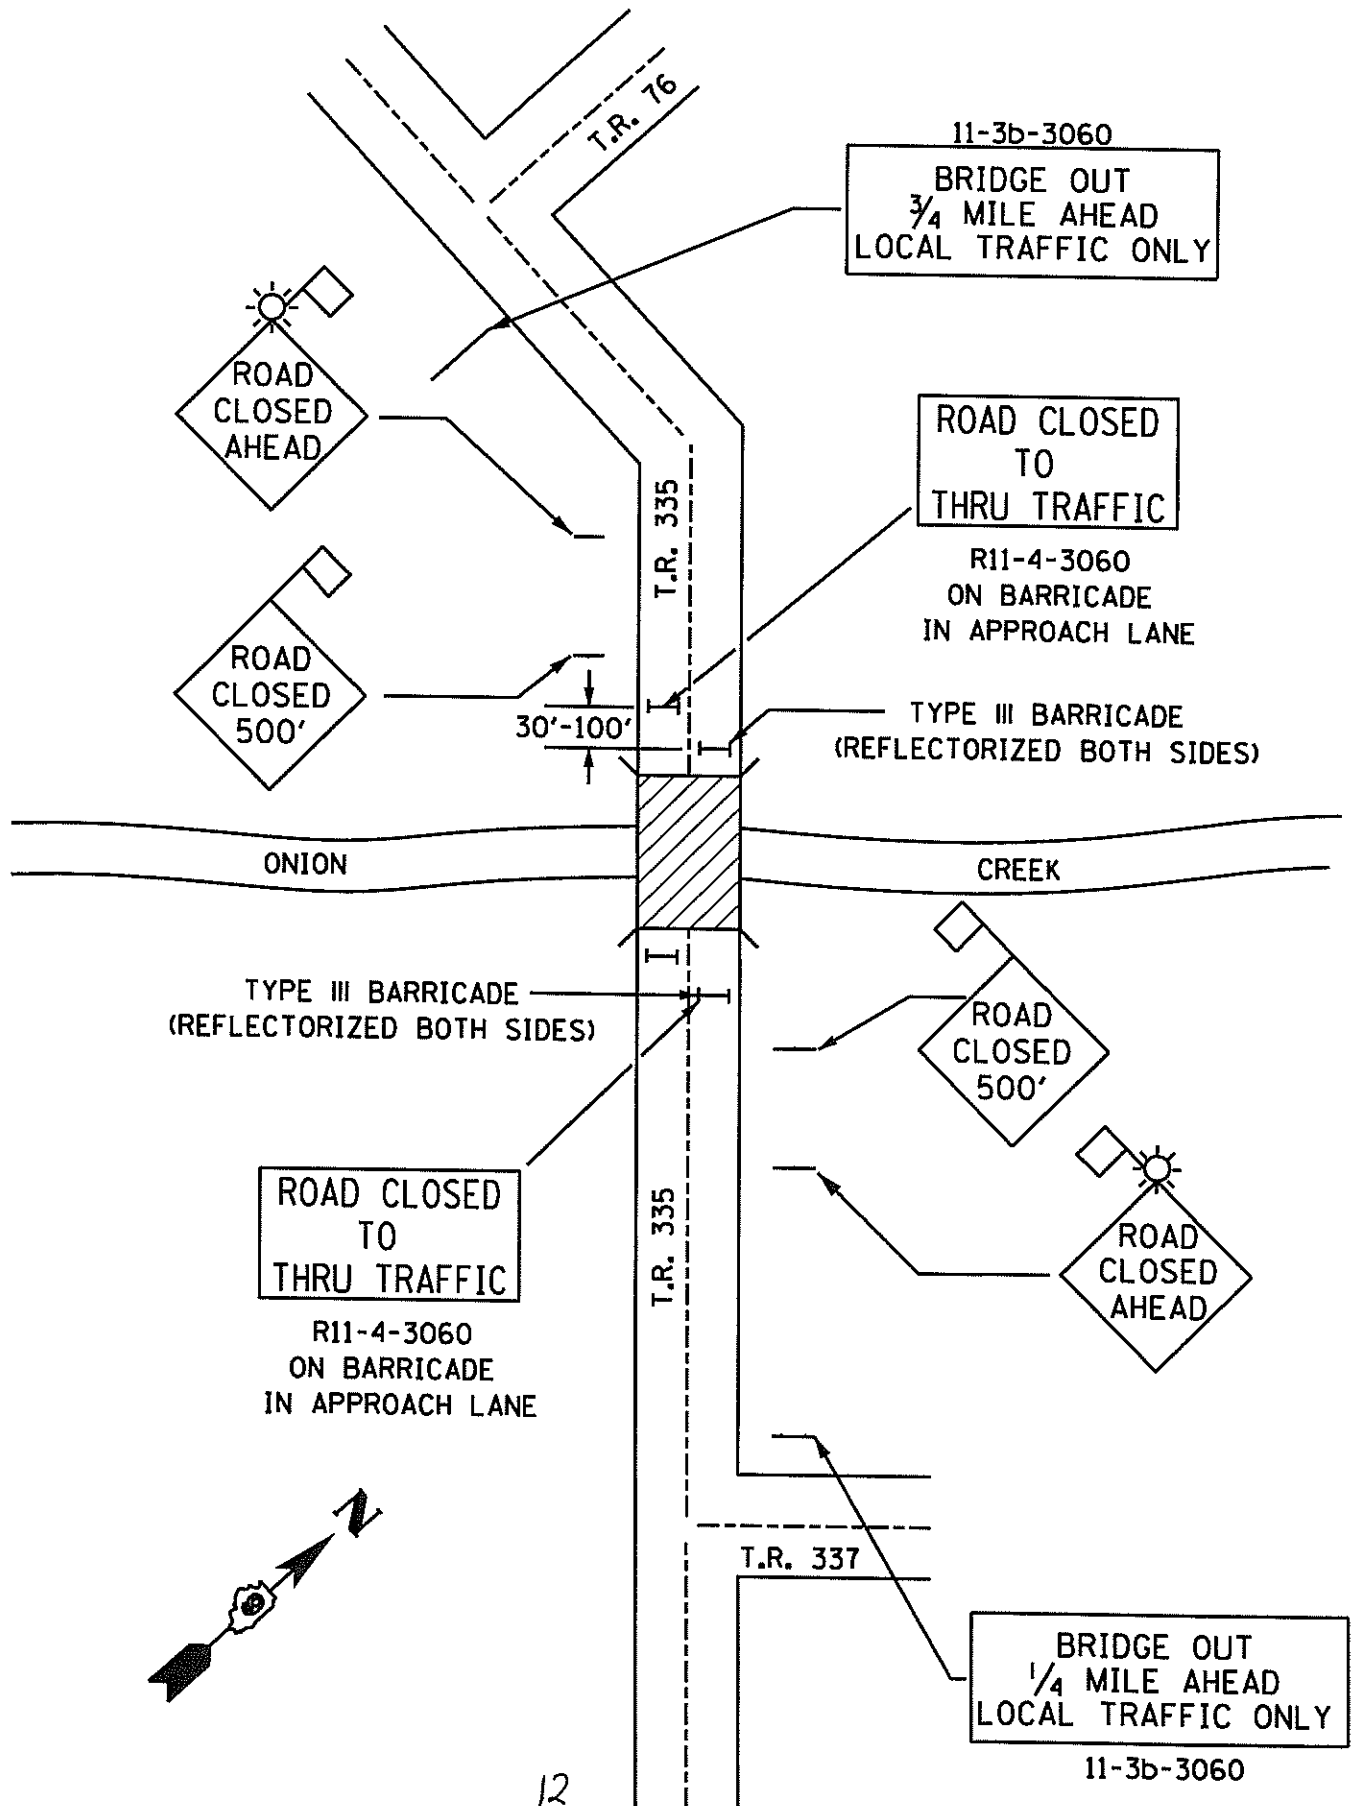 T.R. 76
11-3b-3060
BRIDGE OUT
3/4 MILE AHEAD
LOCAL TRAFFIC ONLY
ROAD
CLOSED
AHEAD
ROAD CLOSED
TO
THRU TRAFFIC
R11-4-3060
ON BARRICADE
IN APPROACH LANE
T.R. 335
ROAD
CLOSED
500'
30'-100'
TYPE III BARRICADE
(REFLECTORIZED BOTH SIDES)
ONION
CREEK
TYPE III BARRICADE
(REFLECTORIZED BOTH SIDES)
ROAD
CLOSED
500'
ROAD CLOSED
TO
THRU TRAFFIC
R11-4-3060
ON BARRICADE
IN APPROACH LANE
T.R. 335
ROAD
CLOSED
AHEAD
N
T.R. 337
BRIDGE OUT
1/4 MILE AHEAD
LOCAL TRAFFIC ONLY
11-3b-3060
12